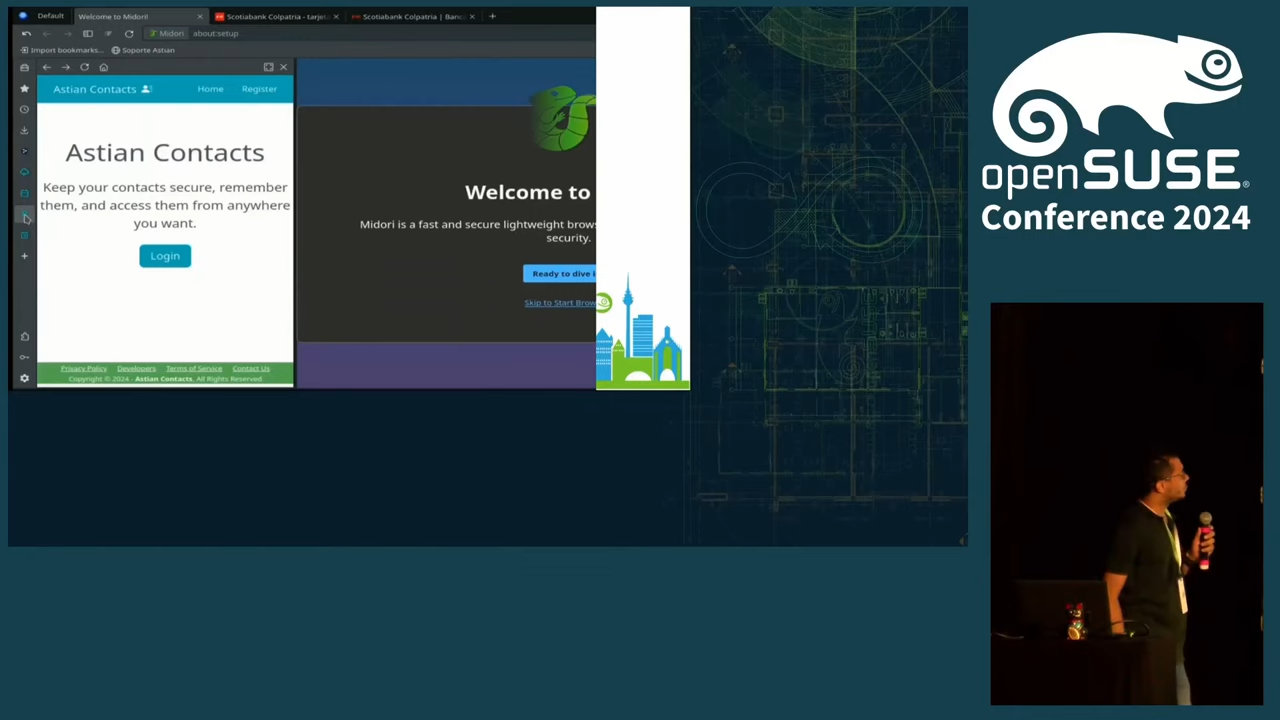 Default
Welcome to Midori!
Scotiabank Colpatria - tarje
Scotiabank Colpatria | Banc
Midori
about:setup
Import bookmarks...
Soporte Astian
Astian Contacts
Home
Register
Astian Contacts
Keep your contacts secure, remember
them, and access them from anywhere
you want.
Login
Privacy Policy
Developers
Terms of Service
Contact Us
Copyright © 2024 - Astian Contacts, All Rights Reserved
Welcome to
Midori is a fast and secure lightweight brows
security.
Ready to dive i
Skip to Start Brow
openSUSE®
Conference 2024